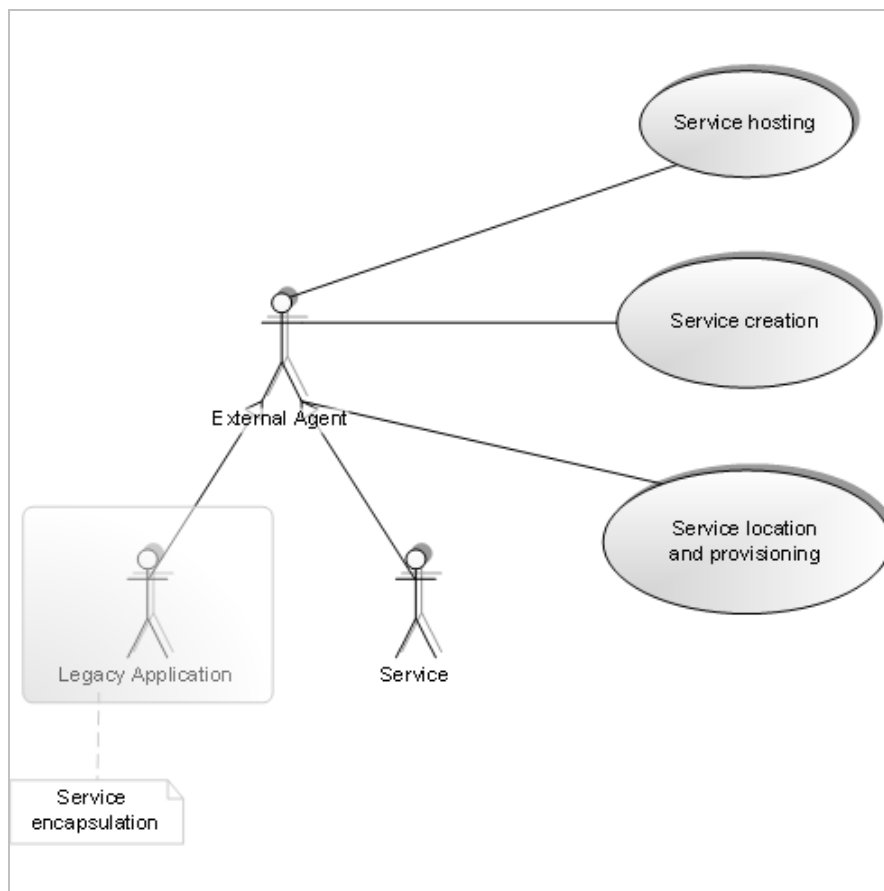 Service hosting
Service creation
External Agent
Service location
and provisioning
Legacy Application
Service
Service
encapsulation